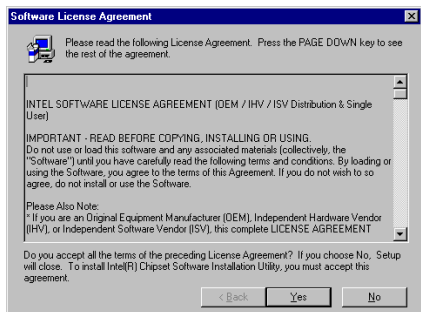 Software License Agreement
Please read the following License Agreement. Press the PAGE DOWN key to see
the rest of the agreement.
INTEL SOFTWARE LICENSE AGREEMENT (OEM / IHV / ISV Distribution & Single
User)
IMPORTANT - READ BEFORE COPYING, INSTALLING OR USING.
Do not use or load this software and any associated materials (collectively, the
"Software") until you have carefully read the following terms and conditions. By loading or
using the Software, you agree to the terms of this Agreement. If you do not wish to so
agree, do not install or use the Software.
Please Also Note:
* If you are an Original Equipment Manufacturer (OEM), Independent Hardware Vendor
(IHV), or Independent Software Vendor (ISV), this complete LICENSE AGREEMENT
Do you accept all the terms of the preceding License Agreement? If you choose No, Setup
will close. To install Intel(R) Chipset Software Installation Utility, you must accept this
agreement.
< Back Yes No